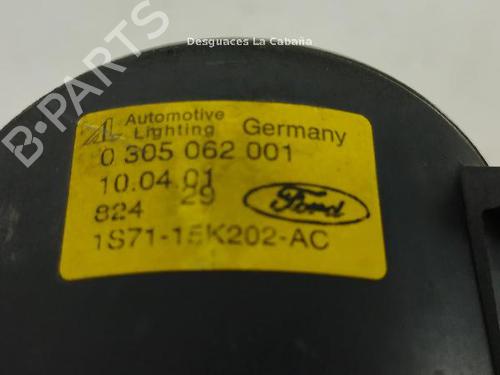 Desguaces La Cabaña
B-PARTS
AL Automotive Lighting Germany
0 305 062 001
10.04.01
824 29
Ford
1S71-15K202-AC